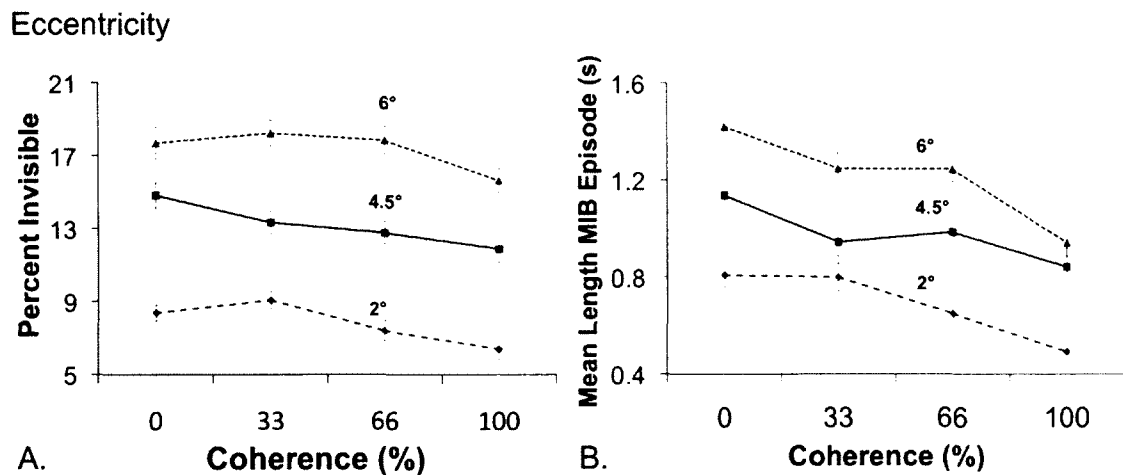 Eccentricity
Percent Invisible
21
17
13
9
5
6°
4.5°
2°
0 33 66 100
A. Coherence (%)
Mean Length MIB Episode (s)
1.6
1.2
0.8
0.4
6°
4.5°
2°
0 33 66 100
B. Coherence (%)